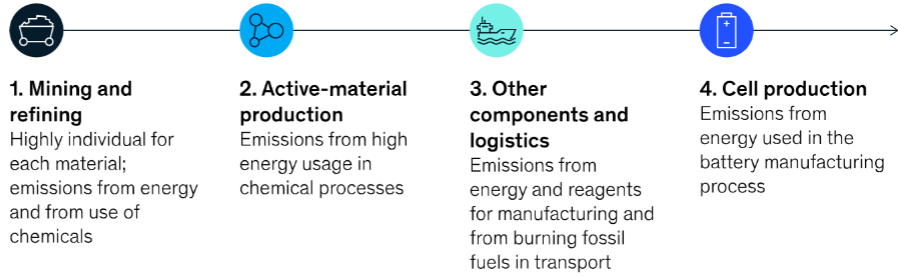 1. Mining and
refining
Highly individual for
each material;
emissions from energy
and from use of
chemicals
2. Active-material
production
Emissions from high
energy usage in
chemical processes
3. Other
components and
logistics
Emissions from
energy and reagents
for manufacturing and
from burning fossil
fuels in transport
4. Cell production
Emissions from
energy used in the
battery manufacturing
process